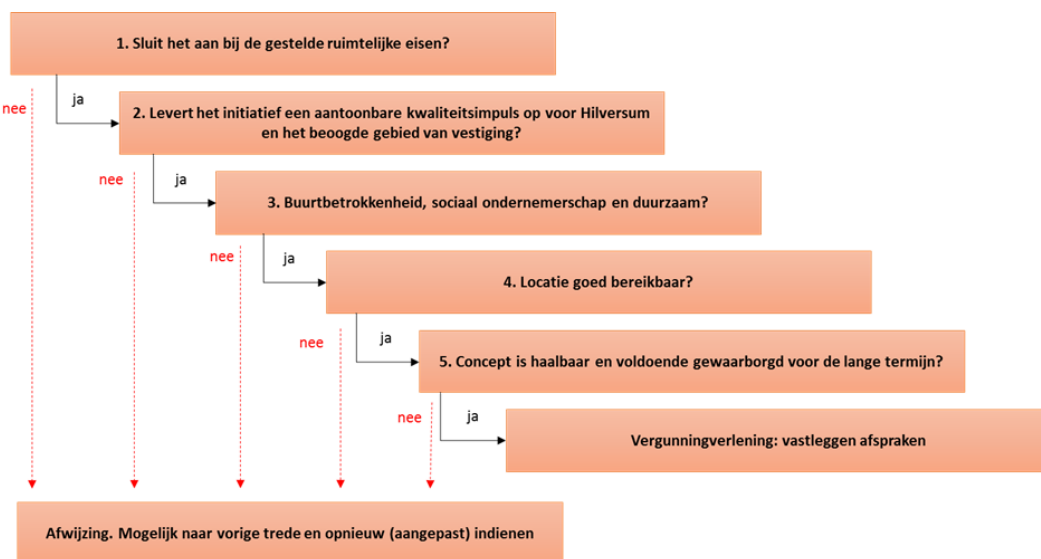 1. Sluit het aan bij de gestelde ruimtelijke eisen?
nee
ja
2. Levert het initiatief een aantoonbare kwaliteitsimpuls op voor Hilversum
en het beoogde gebied van vestiging?
nee
ja
3. Buurtbetrokkenheid, sociaal ondernemerschap en duurzaam?
nee
ja
4. Locatie goed bereikbaar?
nee
ja
5. Concept is haalbaar en voldoende gewaarborgd voor de lange termijn?
nee
ja
Vergunningverlening: vastleggen afspraken
Afwijzing. Mogelijk naar vorige trede en opnieuw (aangepast) indienen